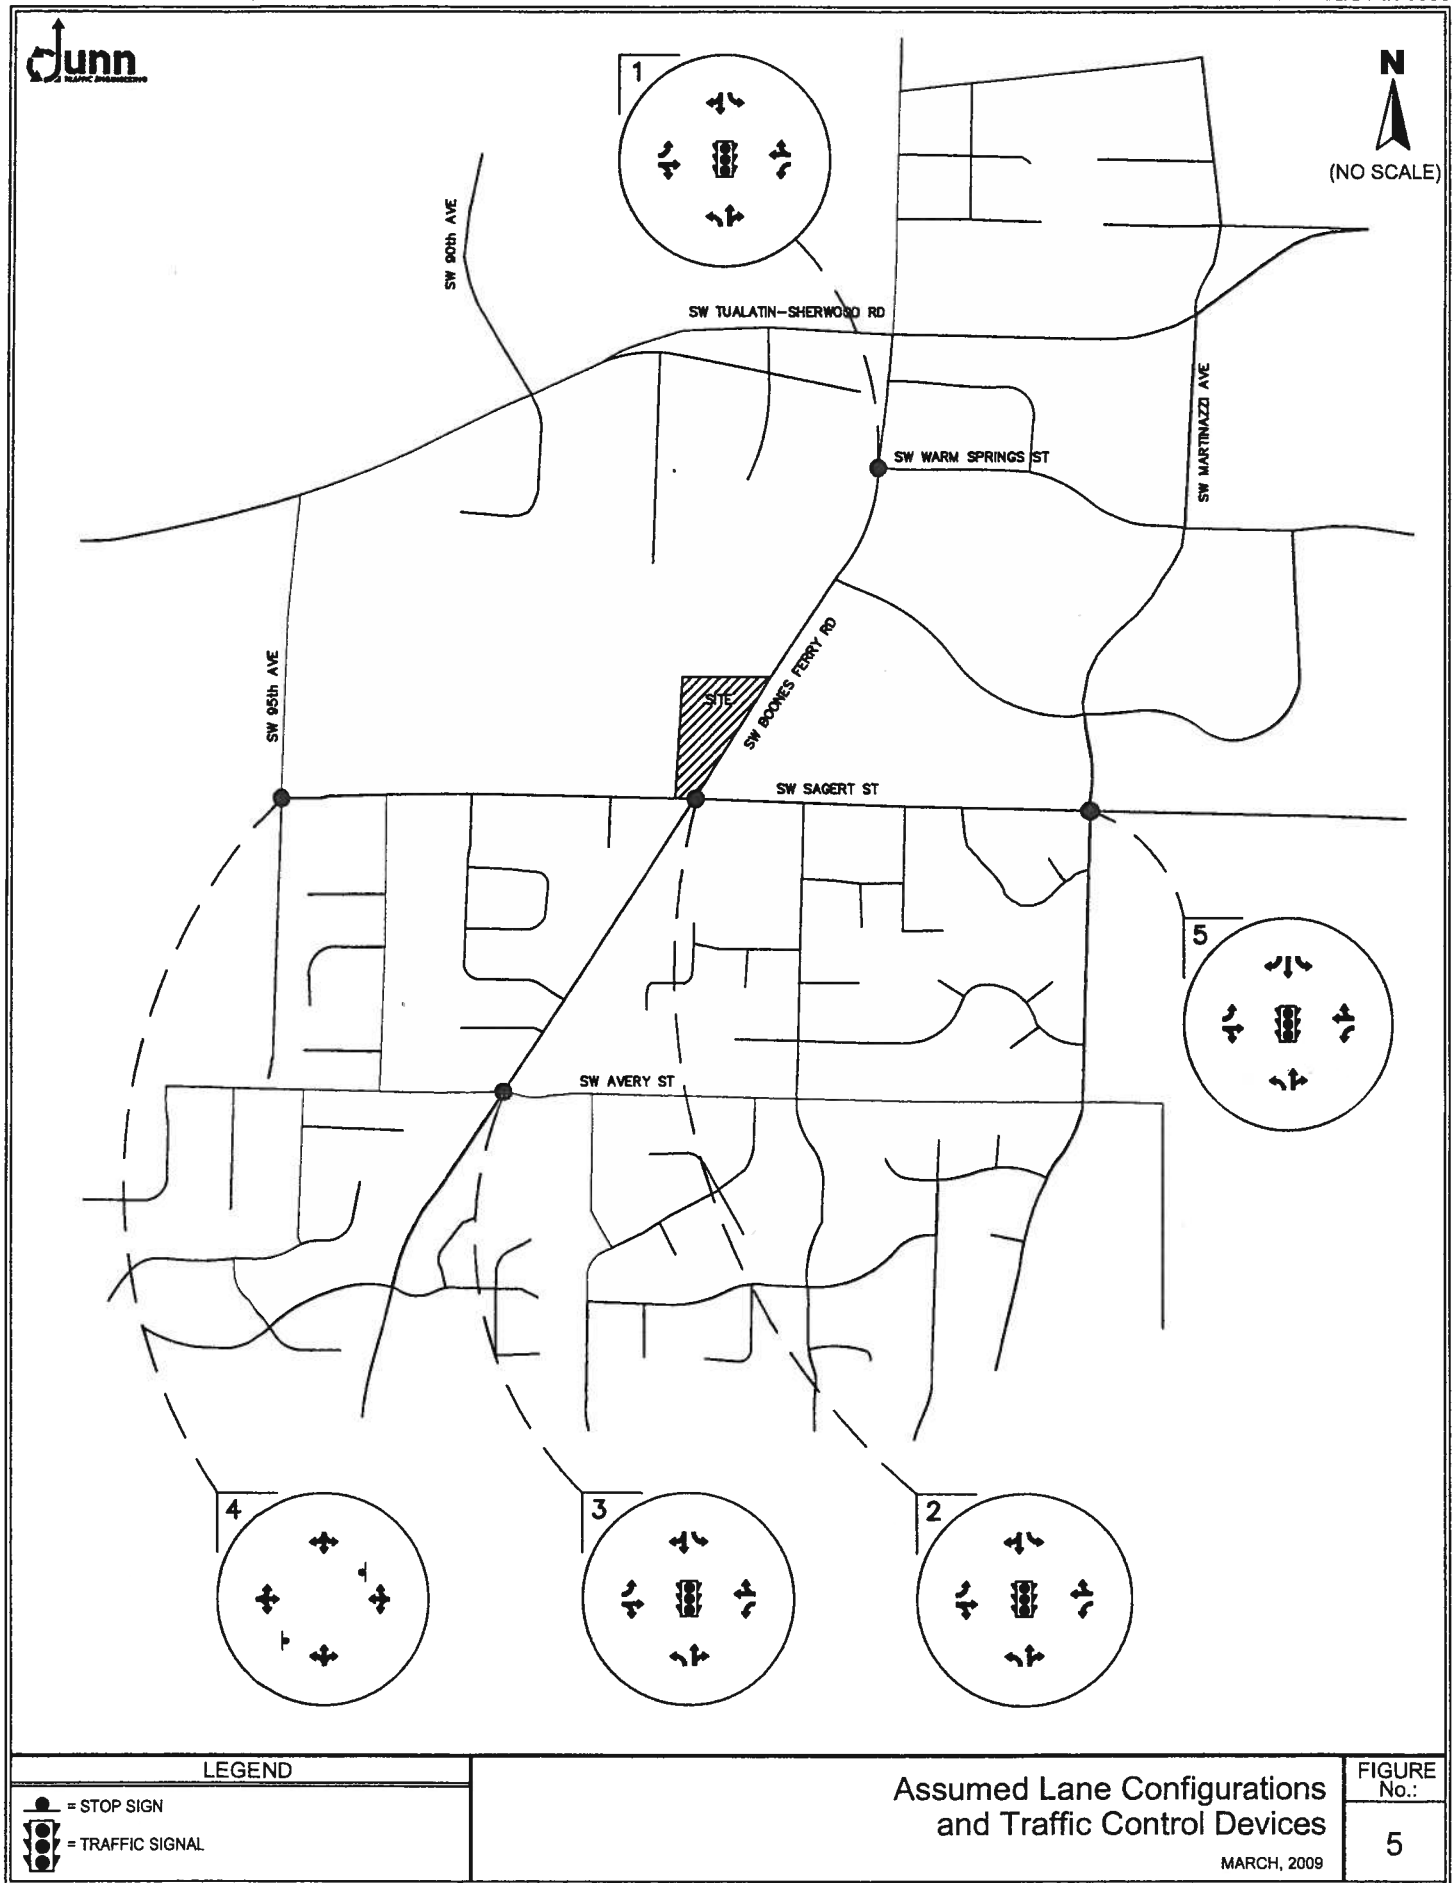 Dunn
TRAFFIC ENGINEERING
1
N
(NO SCALE)
SW 90th AVE
SW TUALATIN-SHERWOOD RD
SW MARTINAZZI AVE
SW WARM SPRINGS ST
SW BOONES FERRY RD
SW 95th AVE
SITE
SW SAGERT ST
5
SW AVERY ST
4
3
2
LEGEND
= STOP SIGN
= TRAFFIC SIGNAL
Assumed Lane Configurations
and Traffic Control Devices
MARCH, 2009
FIGURE
No.:
5